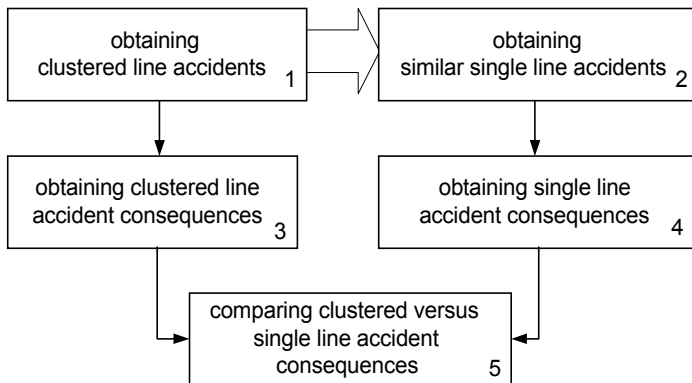 obtaining
clustered line accidents
1
obtaining
similar single line accidents
2
obtaining clustered line
accident consequences
3
obtaining single line
accident consequences
4
comparing clustered versus
single line accident
consequences
5